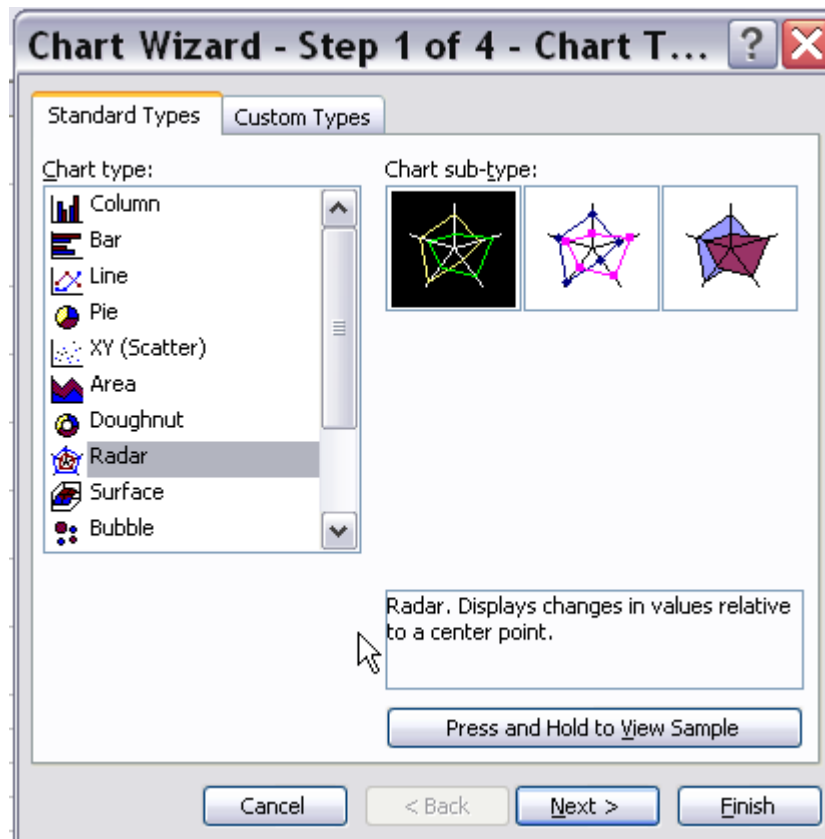 Chart Wizard - Step 1 of 4 - Chart T...
Standard Types
Custom Types
Chart type:
Column
Bar
Line
Pie
XY (Scatter)
Area
Doughnut
Radar
Surface
Bubble
Chart sub-type:
Radar. Displays changes in values relative
to a center point.
Press and Hold to View Sample
Cancel
< Back
Next >
Finish